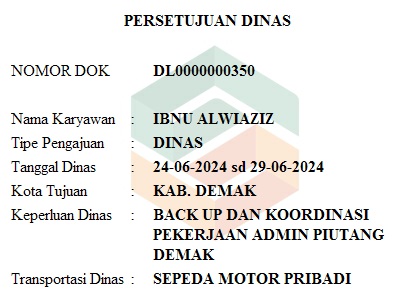 PERSETUJUAN DINAS
NOMOR DOK DL0000000350
Nama Karyawan : IBNU ALWIAZIZ
Tipe Pengajuan : DINAS
Tanggal Dinas : 24-06-2024 sd 29-06-2024
Kota Tujuan : KAB. DEMAK
Keperluan Dinas : BACK UP DAN KOORDINASI
PEKERJAAN ADMIN PIUTANG
DEMAK
Transportasi Dinas : SEPEDA MOTOR PRIBADI